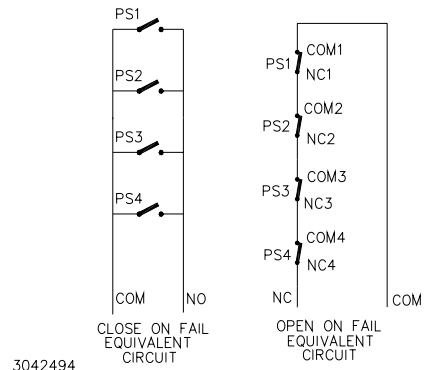 PS1
PS2
PS3
PS4
COM NO
CLOSE ON FAIL
EQUIVALENT
CIRCUIT
PS1 COM1
NC1
PS2 COM2
NC2
PS3 COM3
NC3
PS4 COM4
NC4
NC COM
OPEN ON FAIL
EQUIVALENT
CIRCUIT
3042494